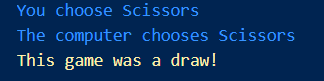 You choose Scissors
The computer chooses Scissors
This game was a draw!